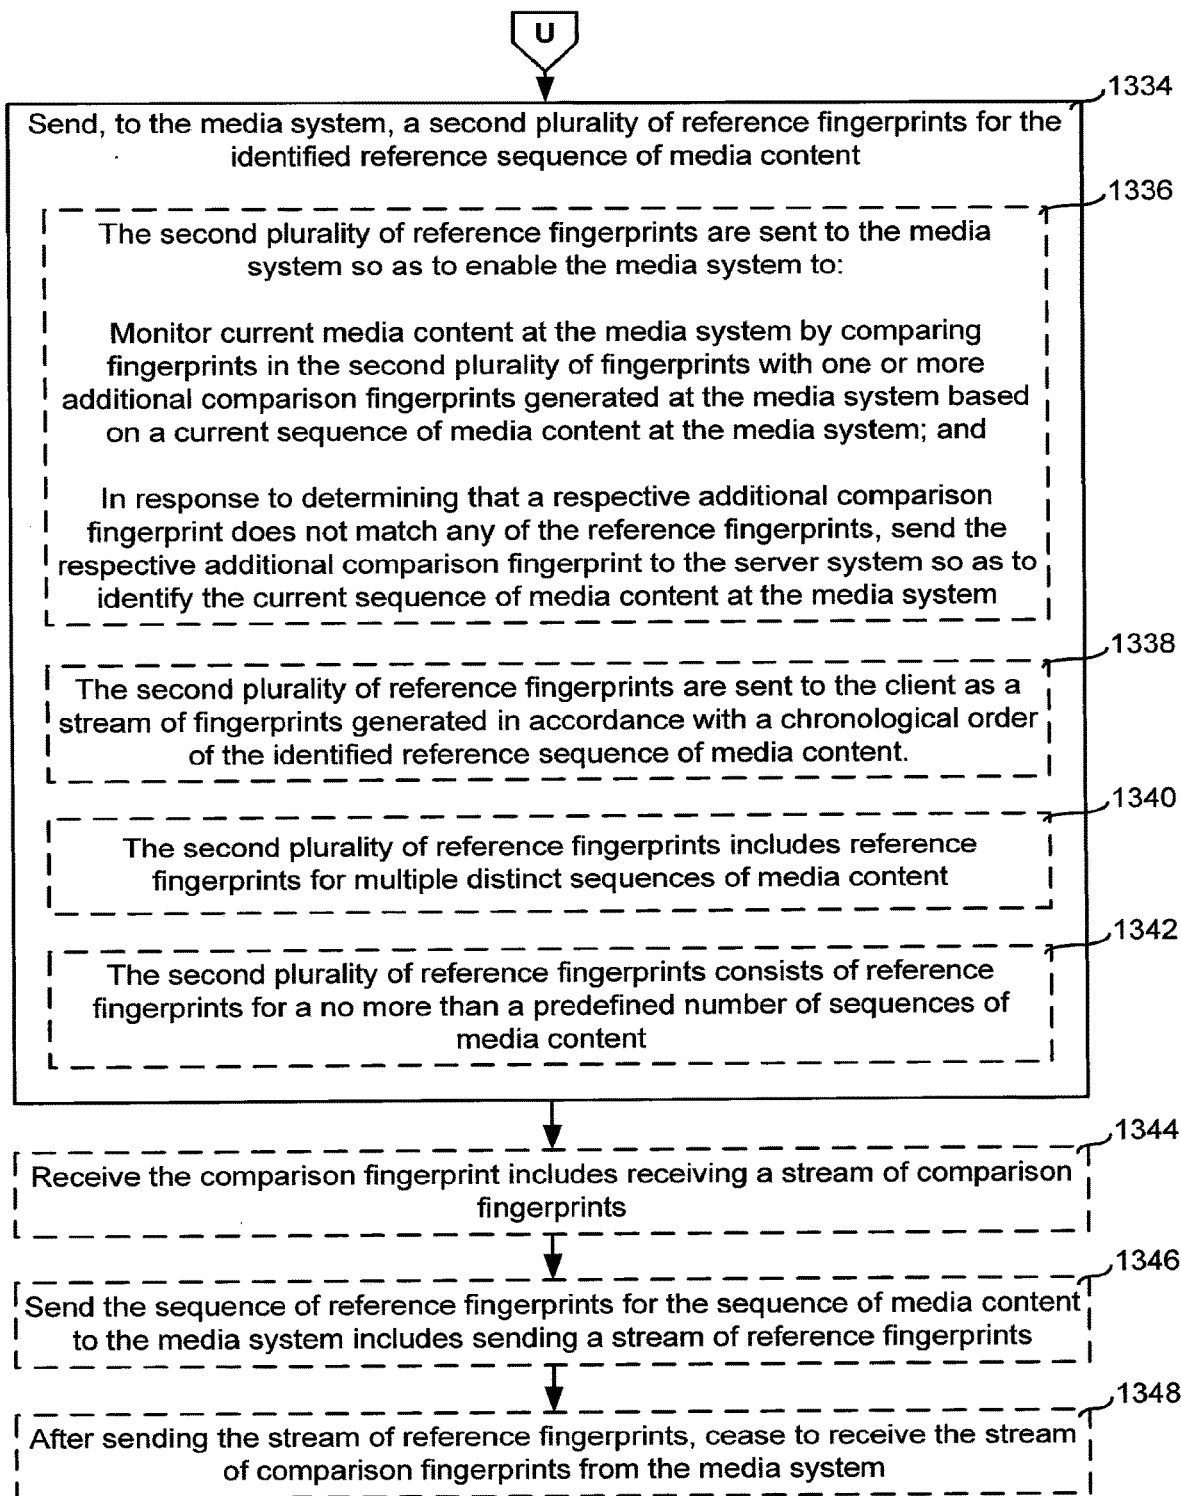 U
1334
Send, to the media system, a second plurality of reference fingerprints for the
identified reference sequence of media content
1336
The second plurality of reference fingerprints are sent to the media
system so as to enable the media system to:
Monitor current media content at the media system by comparing
fingerprints in the second plurality of fingerprints with one or more
additional comparison fingerprints generated at the media system based
on a current sequence of media content at the media system; and
In response to determining that a respective additional comparison
fingerprint does not match any of the reference fingerprints, send the
respective additional comparison fingerprint to the server system so as to
identify the current sequence of media content at the media system
1338
The second plurality of reference fingerprints are sent to the client as a
stream of fingerprints generated in accordance with a chronological order
of the identified reference sequence of media content.
1340
The second plurality of reference fingerprints includes reference
fingerprints for multiple distinct sequences of media content
1342
The second plurality of reference fingerprints consists of reference
fingerprints for a no more than a predefined number of sequences of
media content
1344
Receive the comparison fingerprint includes receiving a stream of comparison
fingerprints
1346
Send the sequence of reference fingerprints for the sequence of media content
to the media system includes sending a stream of reference fingerprints
1348
After sending the stream of reference fingerprints, cease to receive the stream
of comparison fingerprints from the media system